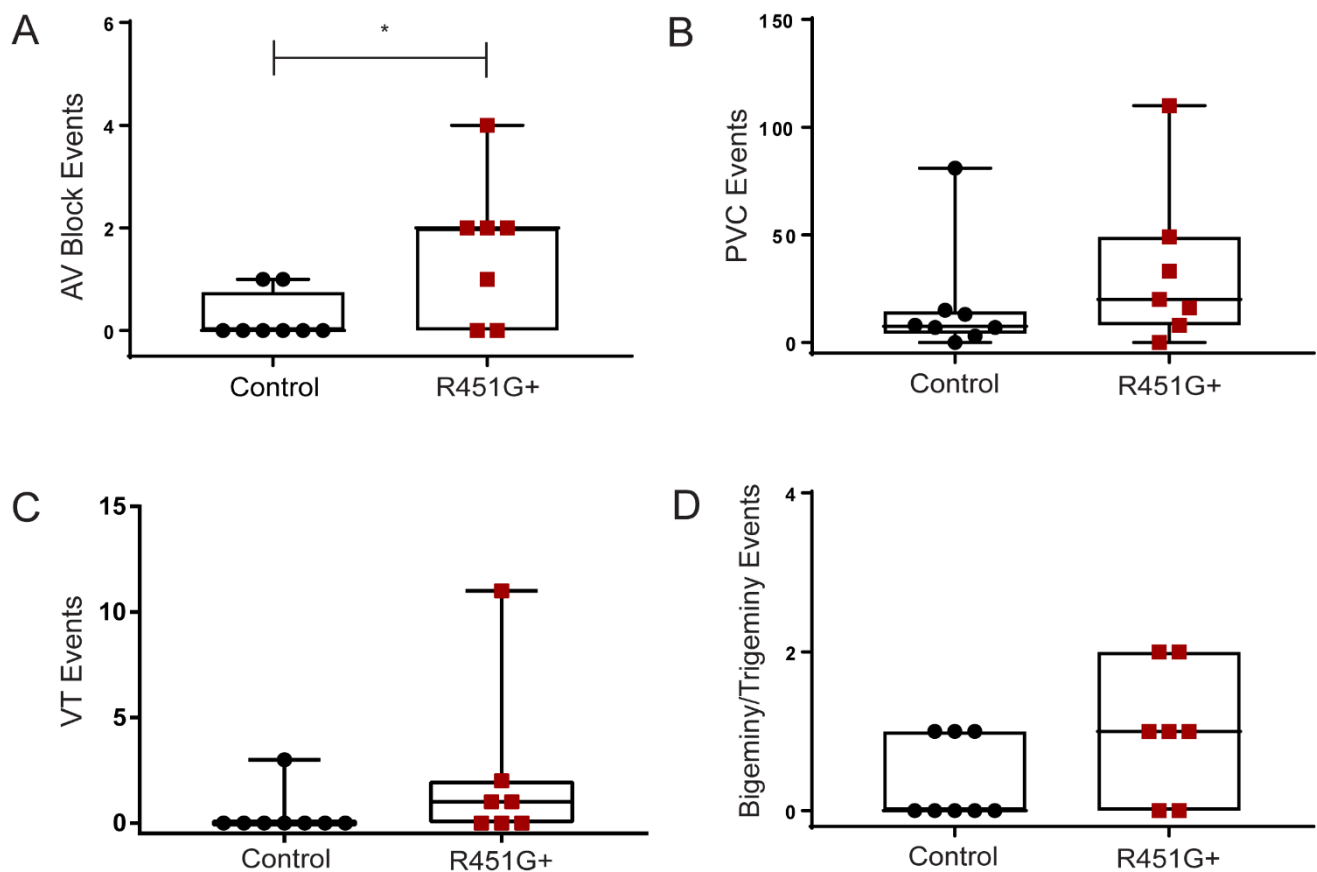 A
AV Block Events
6
4
2
0
*
Control
R451G+
B
PVC Events
150
100
50
0
Control
R451G+
C
VT Events
15
10
5
0
Control
R451G+
D
Bigeminy/Trigeminy Events
4
2
0
Control
R451G+